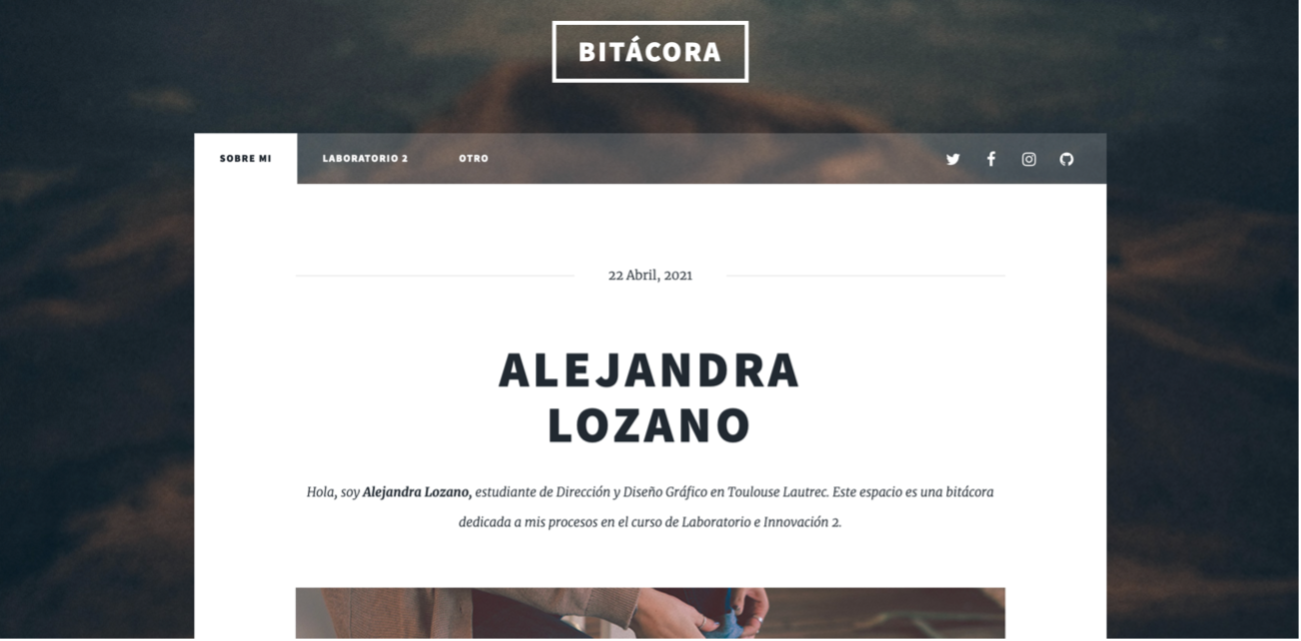 BITÁCORA
SOBRE MI
LABORATORIO 2
OTRO
22 Abril, 2021
ALEJANDRA
LOZANO
Hola, soy Alejandra Lozano, estudiante de Dirección y Diseño Gráfico en Toulouse Lautrec. Este espacio es una bitácora
dedicada a mis procesos en el curso de Laboratorio e Innovación 2.